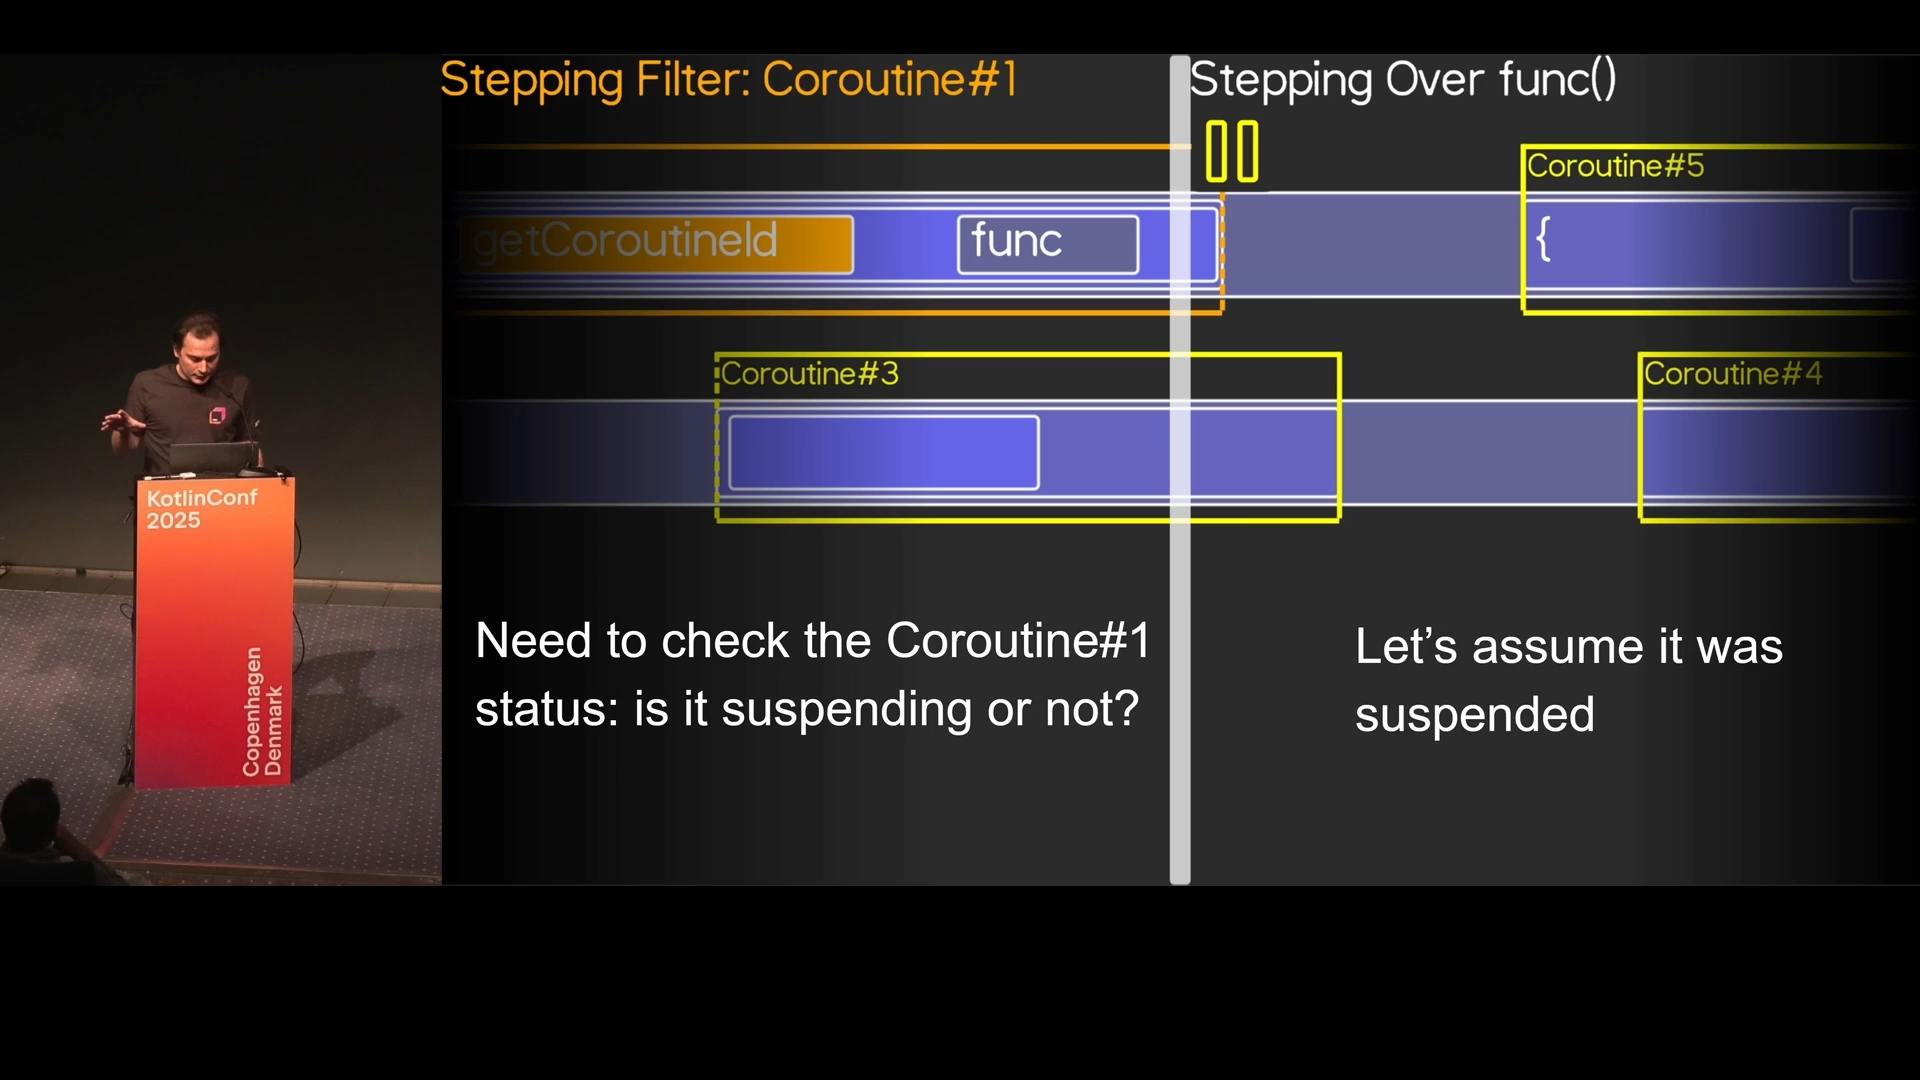 Stepping Filter: Coroutine#1
Stepping Over func()
Coroutine#5
getCoroutineId
func
{
Coroutine#3
Coroutine#4
Need to check the Coroutine#1
status: is it suspending or not?
Let’s assume it was
suspended
KotlinConf
2025
Copenhagen
Denmark